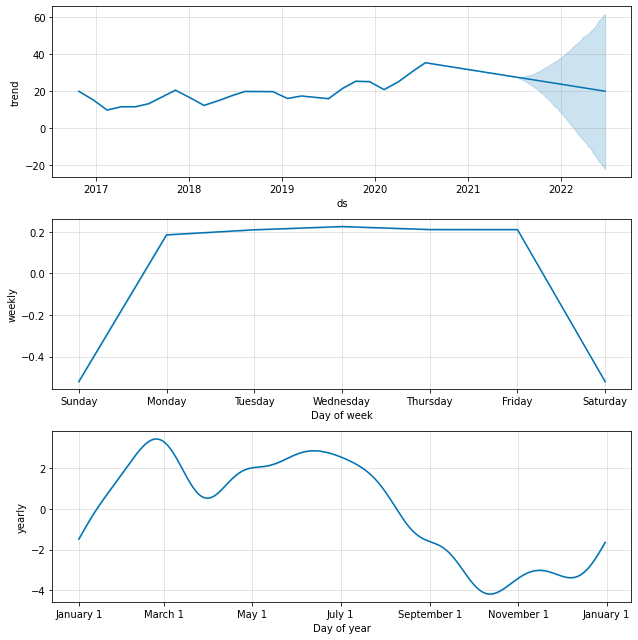 60
40
20
0
−20
trend
2017 2018 2019 2020 2021 2022
ds
0.2
0.0
−0.2
−0.4
weekly
Sunday Monday Tuesday Wednesday Thursday Friday Saturday
Day of week
2
0
−2
−4
yearly
January 1 March 1 May 1 July 1 September 1 November 1 January 1
Day of year